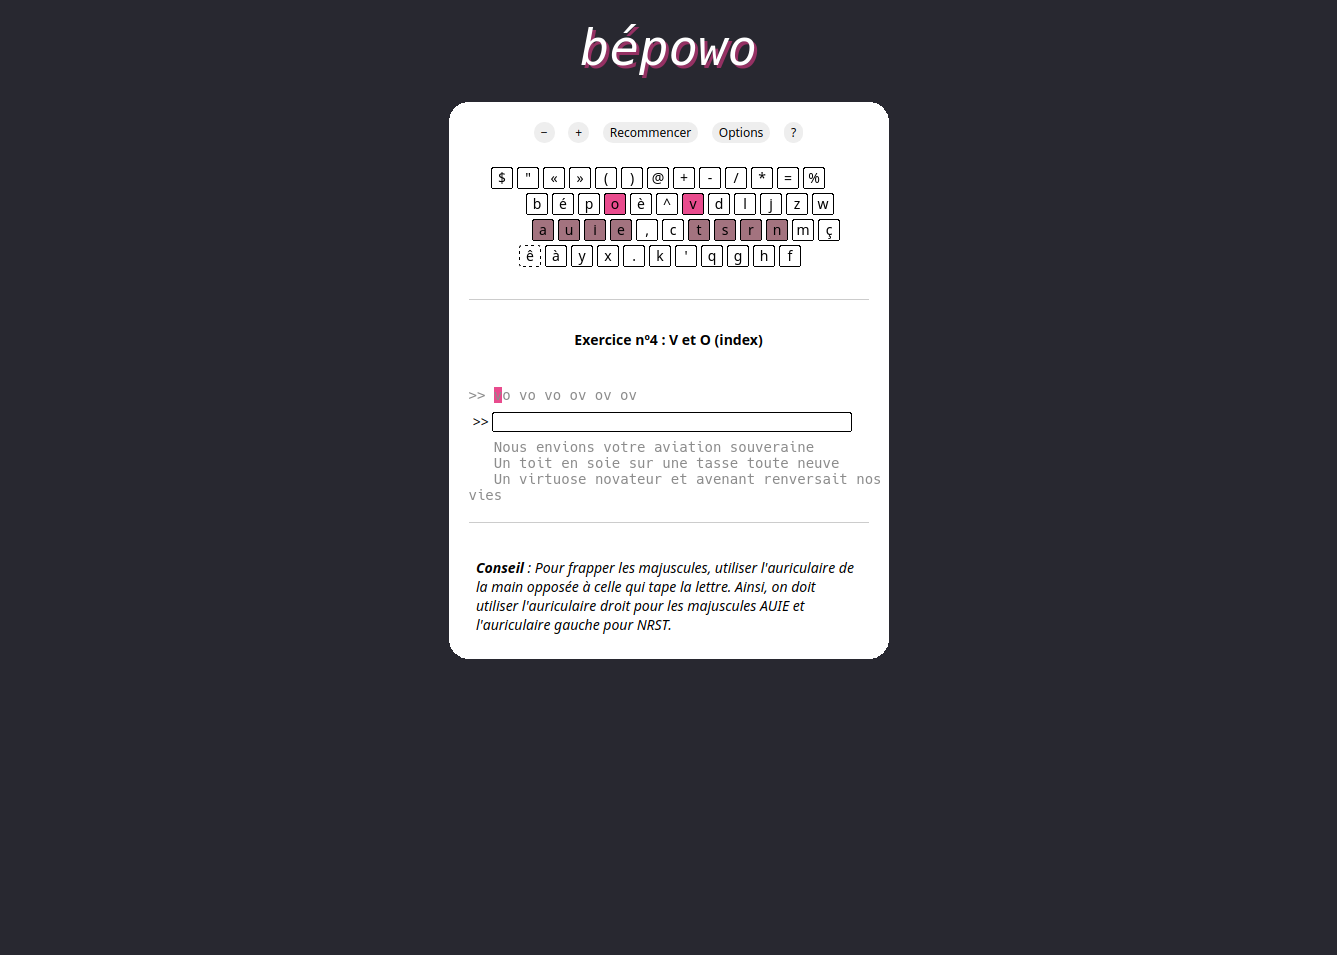 bépowo
− + Recommencer Options ?
$ " « » ( ) @ + - / * = %
b é p o è ^ v d l j z w
a u i e , c t s r n m ç
ê à y x . k ' q g h f
Exercice nº4 : V et O (index)
>> vo vo vo ov ov ov
>>
Nous envions votre aviation souveraine
Un toit en soie sur une tasse toute neuve
Un virtuose novateur et avenant renversait nos
vies
Conseil : Pour frapper les majuscules, utiliser l'auriculaire de
la main opposée à celle qui tape la lettre. Ainsi, on doit
utiliser l'auriculaire droit pour les majuscules AUIE et
l'auriculaire gauche pour NRST.